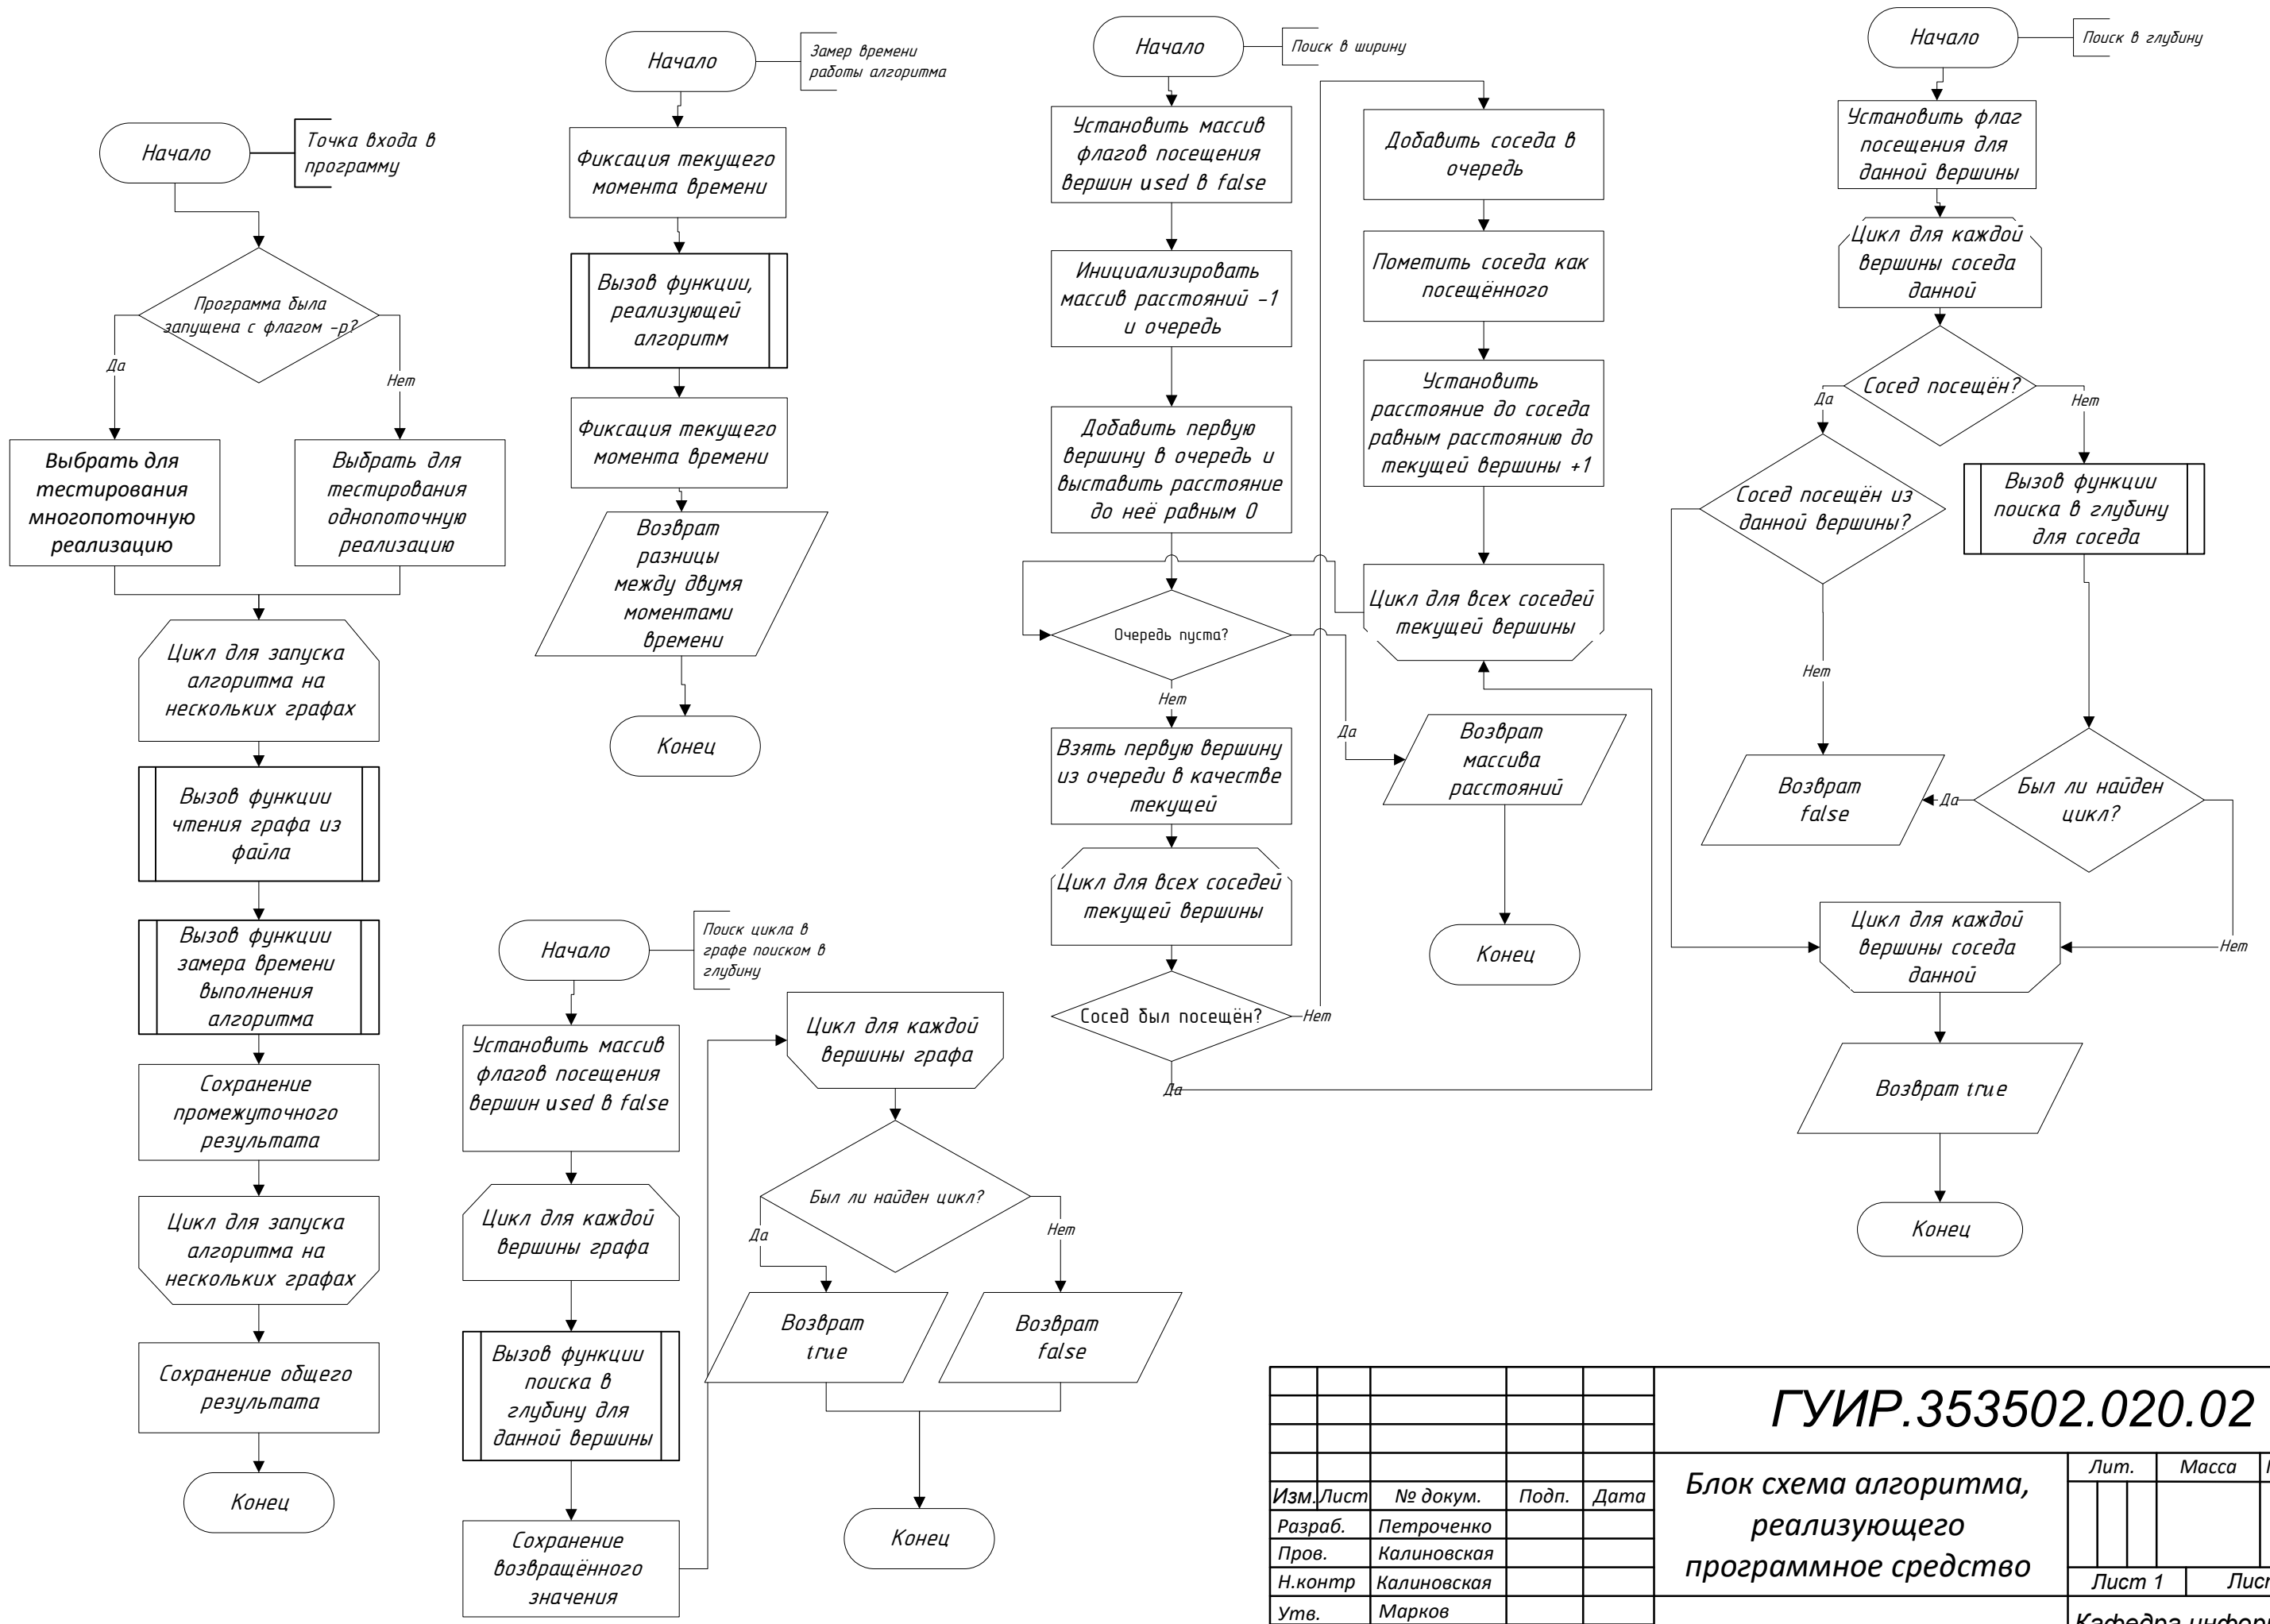 Начало
Точка входа в
программу
Программа была
запущена с флагом -p?
Да
Нет
Выбрать для
тестирования
многопоточную
реализацию
Выбрать для
тестирования
однопоточную
реализацию
Цикл для запуска
алгоритма на
нескольких графах
Вызов функции
чтения графа из
файла
Вызов функции
замера времени
выполнения
алгоритма
Сохранение
промежуточного
результата
Цикл для запуска
алгоритма на
нескольких графах
Сохранение общего
результата
Конец
Начало
Замер времени
работы алгоритма
Фиксация текущего
момента времени
Вызов функции,
реализующей
алгоритм
Фиксация текущего
момента времени
Возврат
разницы
между двумя
моментами
времени
Конец
Начало
Поиск цикла в
графе поиском в
глубину
Установить массив
флагов посещения
вершин used в false
Цикл для каждой
вершины графа
Вызов функции
поиска в
глубину для
данной вершины
Сохранение
возвращённого
значения
Цикл для каждой
вершины графа
Был ли найден цикл?
Да
Нет
Возврат
true
Возврат
false
Конец
Начало
Поиск в ширину
Установить массив
флагов посещения
вершин used в false
Инициализировать
массив расстояний -1
и очередь
Добавить первую
вершину в очередь и
выставить расстояние
до неё равным 0
Очередь пуста?
Нет
Да
Взять первую вершину
из очереди в качестве
текущей
Цикл для всех соседей
текущей вершины
Сосед был посещён?
Нет
Да
Добавить соседа в
очередь
Пометить соседа как
посещённого
Установить
расстояние до соседа
равным расстоянию до
текущей вершины +1
Цикл для всех соседей
текущей вершины
Возврат
массива
расстояний
Конец
Начало
Поиск в глубину
Установить флаг
посещения для
данной вершины
Цикл для каждой
вершины соседа
данной
Сосед посещён?
Да
Нет
Сосед посещён из
данной вершины?
Вызов функции
поиска в глубину
для соседа
Нет
Возврат
false
Да
Был ли найден
цикл?
Нет
Цикл для каждой
вершины соседа
данной
Возврат true
Конец
ГУИР.353502.020.02
Изм. Лист № докум. Подп. Дата
Разраб. Петроченко
Пров. Калиновская
Н.контр Калиновская
Утв. Марков
Блок схема алгоритма,
реализующего
программное средство
Лит. Масса
Лист 1
Кафедра